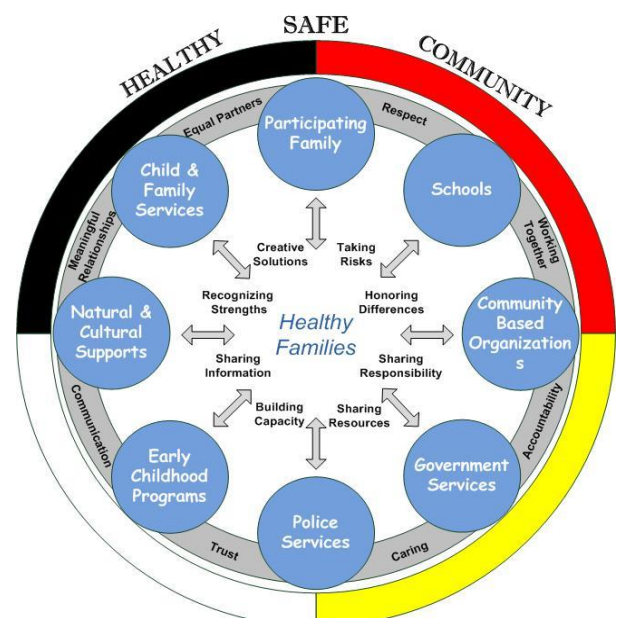 HEALTHY
SAFE
COMMUNITY
Equal Partners
Participating
Family
Respect
Child &
Family
Services
Schools
Meaningful
Relationships
Working
Together
Creative
Solutions
Taking
Risks
Recognizing
Strengths
Honoring
Differences
Natural &
Cultural
Supports
Healthy
Families
Community
Based
Organization
s
Sharing
Information
Sharing
Responsibility
Communication
Building
Capacity
Sharing
Resources
Accountability
Early
Childhood
Programs
Government
Services
Police
Services
Trust
Caring